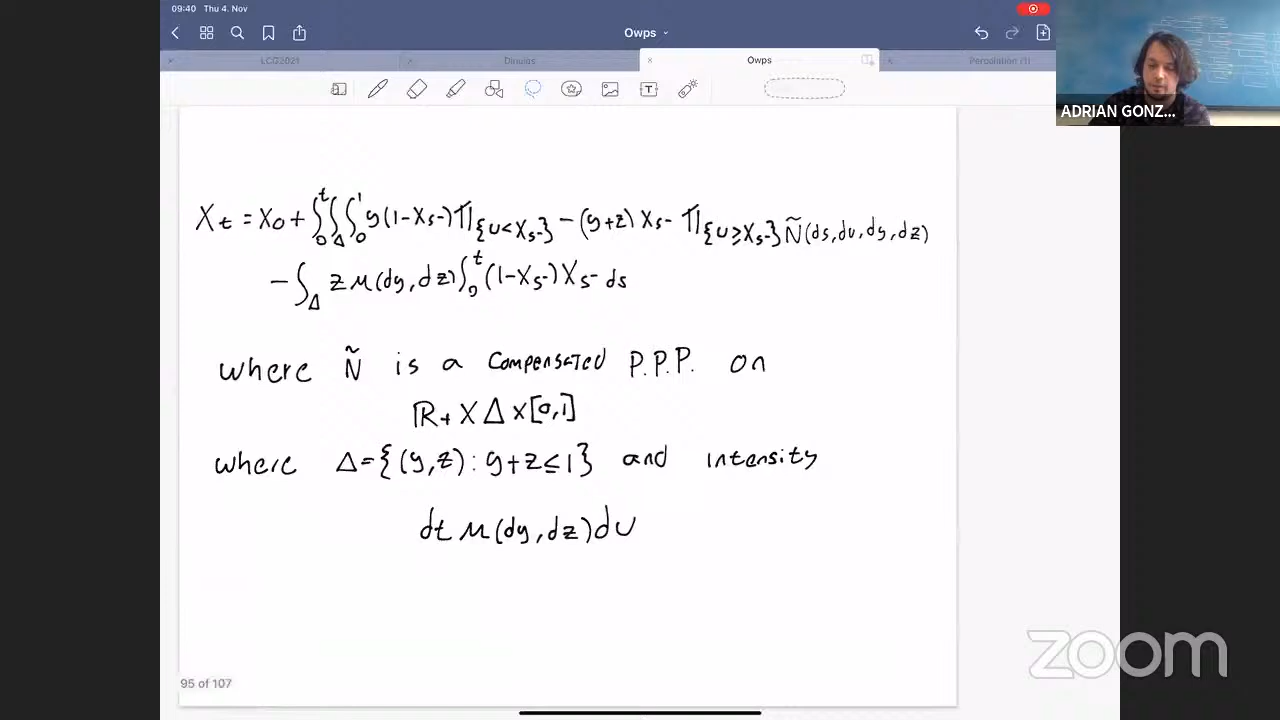 09:40 Thu 4. Nov
Owps
LCG2021
Dinulas
Owps
Percolation (1)
ADRIAN GONZ...
X_t = X_0 + ∫_0^t ∫_Δ ∫_0^1 y(1-X_{s-}) 𝟙_{{u<X_{s-}}} - (y+z) X_{s-} 𝟙_{{u≥X_{s-}}} Ñ(ds,du,dy,dz)
- ∫_Δ z μ(dy,dz) ∫_0^t (1-X_{s-}) X_{s-} ds
where Ñ is a compensated P.P.P. on
ℝ+ × Δ × [0,1]
where Δ = {(y,z) : y+z ≤ 1} and intensity
dt μ(dy,dz) du
95 of 107
zoom